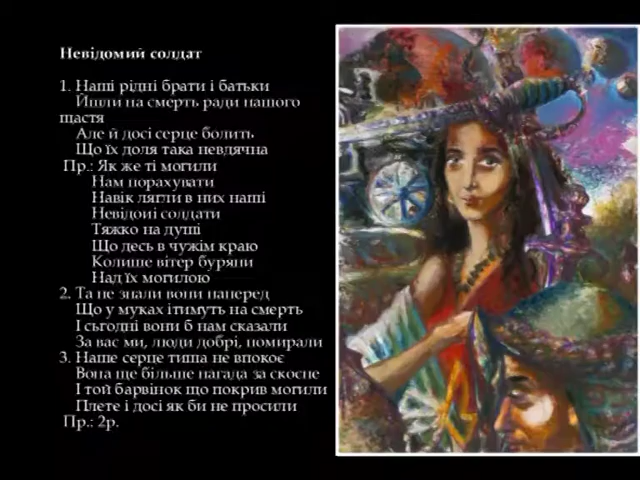 Невідомий солдат
1. Наші рідні брати і батьки
Йшли на смерть ради нашого
щастя
Але й досі серце болить
Що їх доля така невдячна
Пр.: Як же ті могили
Нам порахувати
Навік лягли в них наші
Невідоиі солдати
Тяжко на душі
Що десь в чужім краю
Колише вітер буряни
Над їх могилою
2. Та не знали вони наперед
Що у муках ітимуть на смерть
І сьгодні вони б нам сказали
За вас ми, люди добрі, помирали
3. Наше серце тиша не впокоє
Вона ще більше нагада за скоєне
І той барвінок що покрив могили
Плете і досі як би не просили
Пр.: 2р.